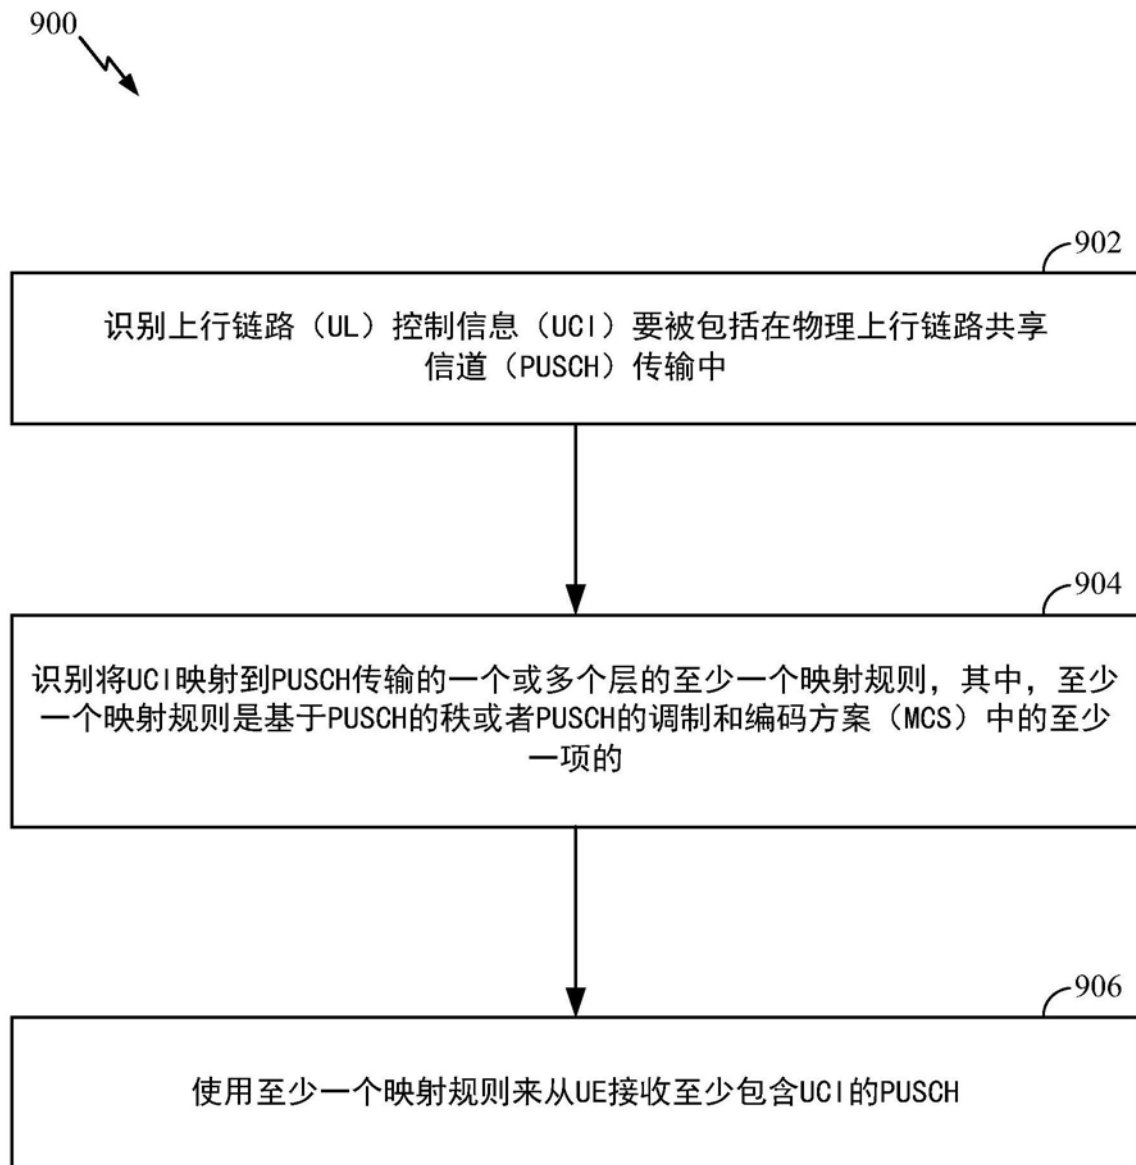 900
902
识别上行链路（UL）控制信息（UCI）要被包括在物理上行链路共享
信道（PUSCH）传输中
904
识别将UCI映射到PUSCH传输的一个或多个层的至少一个映射规则，其中，至少
一个映射规则是基于PUSCH的秩或者PUSCH的调制和编码方案（MCS）中的至少
一项的
906
使用至少一个映射规则来从UE接收至少包含UCI的PUSCH